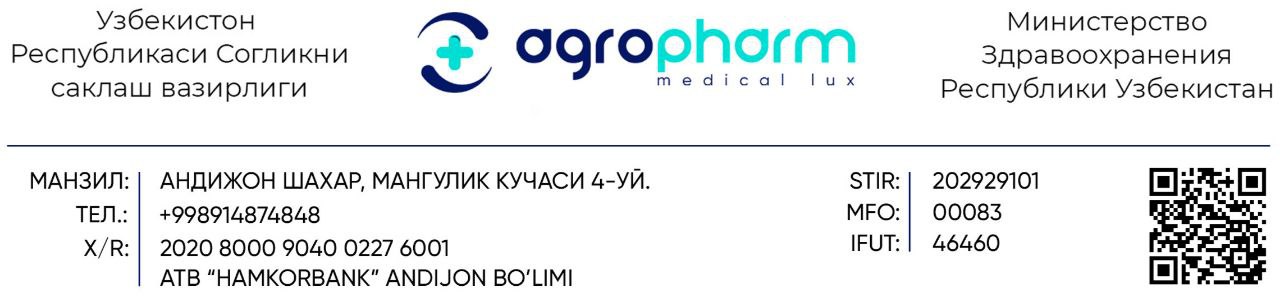 Узбекистон
Республикаси Согликни
саклаш вазирлиги
agropharm
medical lux
Министерство
Здравоохранения
Республики Узбекистан
МАНЗИЛ: АНДИЖОН ШАХАР, МАНГУЛИК КУЧАСИ 4-УЙ.
ТЕЛ.: +998914874848
X/R: 2020 8000 9040 0227 6001
ATB “HAMKORBANK” ANDIJON BO’LIMI
STIR: 202929101
MFO: 00083
IFUT: 46460